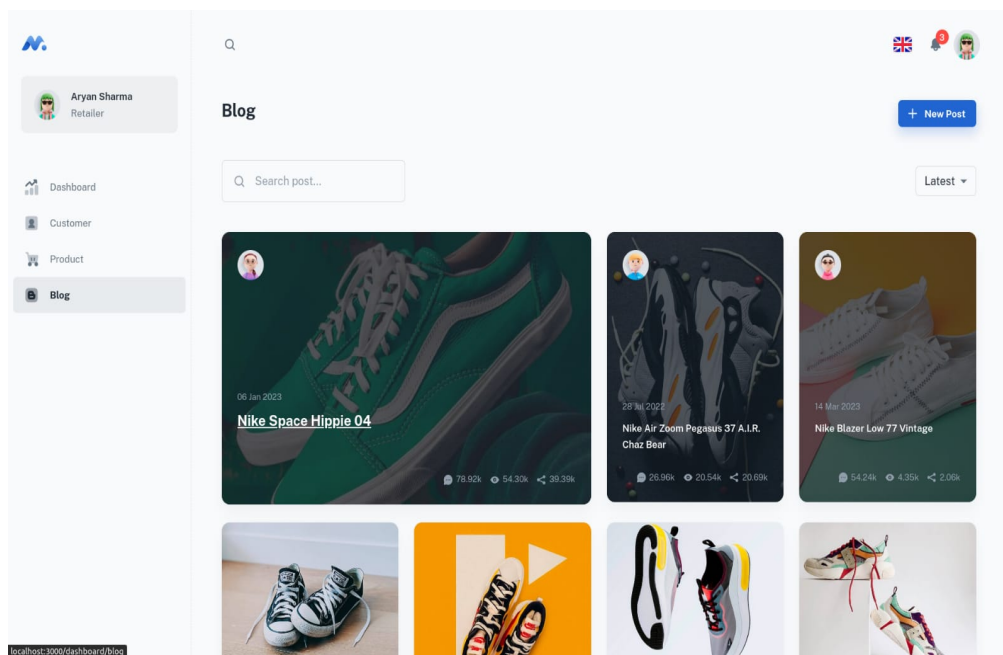 3
Aryan Sharma
Retailer
Blog
+ New Post
Dashboard
Search post...
Latest
Customer
Product
Blog
06 Jan 2023
Nike Space Hippie 04
78.92k 54.30k 39.39k
28 Jul 2022
Nike Air Zoom Pegasus 37 A.I.R.
Chaz Bear
26.96k 20.54k 20.69k
14 Mar 2023
Nike Blazer Low 77 Vintage
54.24k 4.35k 2.06k
localhost:3000/dashboard/blog